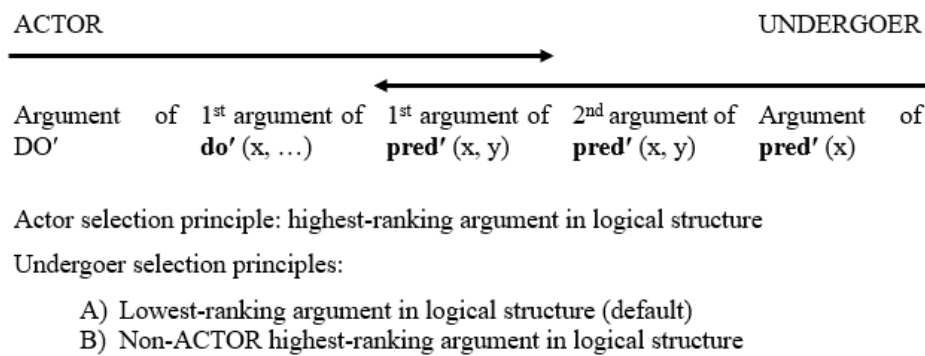 ACTOR UNDERGOER
Argument of 1st argument of 1st argument of 2nd argument of Argument of
DO′ do′ (x, …) pred′ (x, y) pred′ (x, y) pred′ (x)
Actor selection principle: highest-ranking argument in logical structure
Undergoer selection principles:
A) Lowest-ranking argument in logical structure (default)
B) Non-ACTOR highest-ranking argument in logical structure